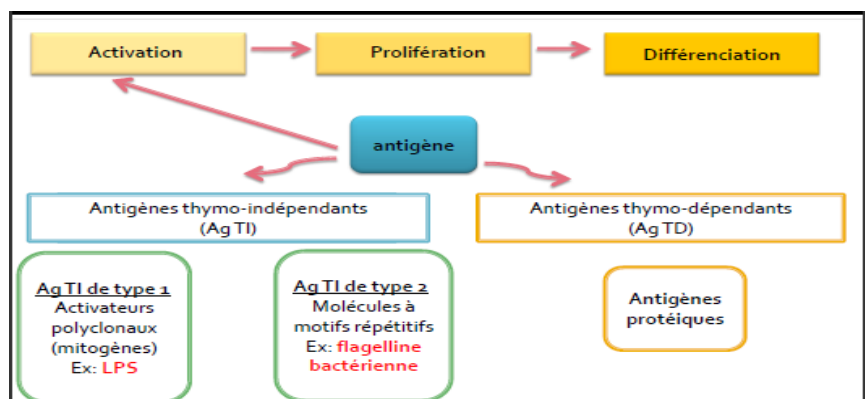 Activation
Prolifération
Différenciation
antigène
Antigènes thymo-indépendants
(Ag TI)
Antigènes thymo-dépendants
(Ag TD)
Ag TI de type 1
Activateurs
polyclonaux
(mitogènes)
Ex: LPS
Ag TI de type 2
Molécules à
motifs répétitifs
Ex: flagelline
bactérienne
Antigènes
protéiques